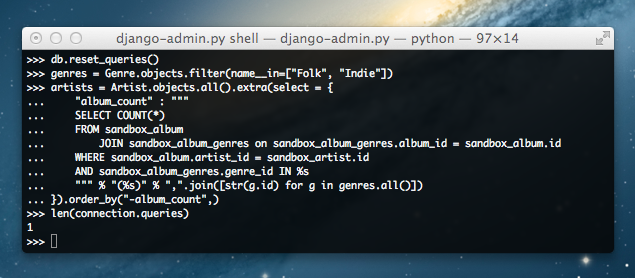 django-admin.py shell — django-admin.py — python — 97×14
>>> db.reset_queries()
>>> genres = Genre.objects.filter(name__in=["Folk", "Indie"])
>>> artists = Artist.objects.all().extra(select = {
...     "album_count" : """
...     SELECT COUNT(*)
...     FROM sandbox_album
...         JOIN sandbox_album_genres on sandbox_album_genres.album_id = sandbox_album.id
...     WHERE sandbox_album.artist_id = sandbox_artist.id
...     AND sandbox_album_genres.genre_id IN %s
...     """ % "(%s)" % ",".join([str(g.id) for g in genres.all()])
... }).order_by("-album_count",)
>>> len(connection.queries)
1
>>>